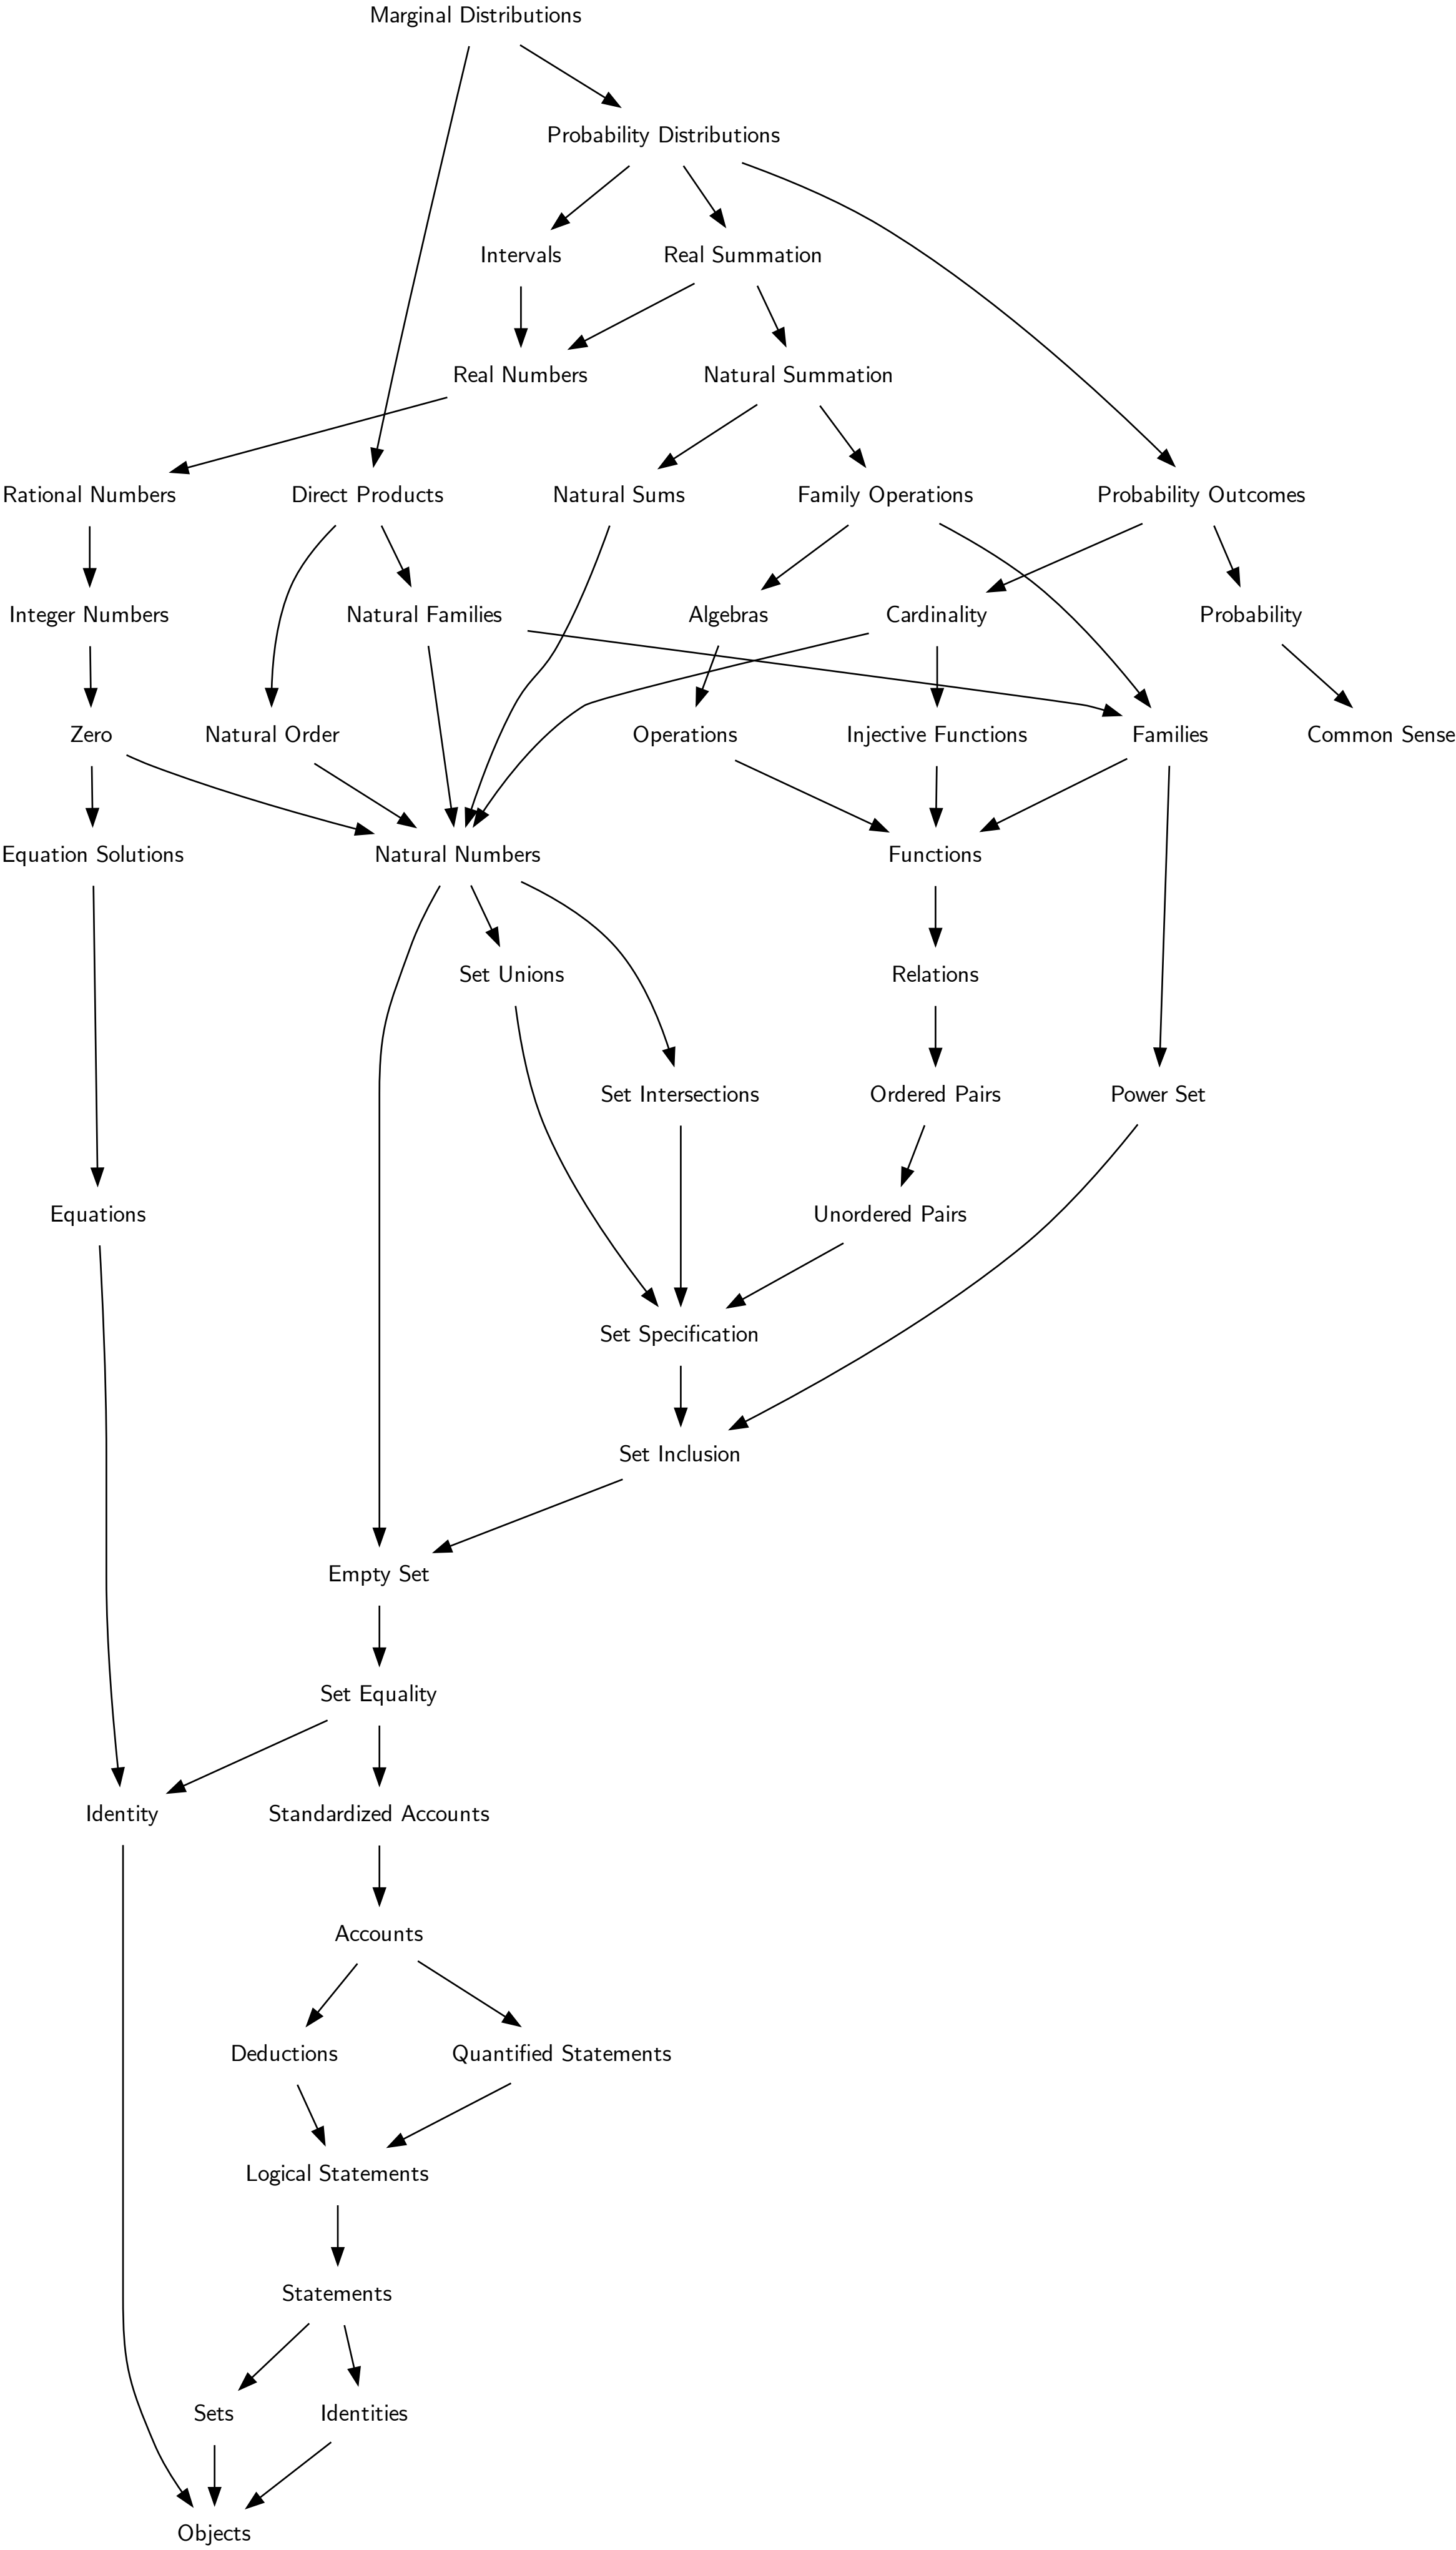 Marginal Distributions
Probability Distributions
Intervals
Real Summation
Real Numbers
Natural Summation
Rational Numbers
Direct Products
Natural Sums
Family Operations
Probability Outcomes
Integer Numbers
Natural Families
Algebras
Cardinality
Probability
Zero
Natural Order
Operations
Injective Functions
Families
Common Sense
Equation Solutions
Natural Numbers
Functions
Set Unions
Relations
Set Intersections
Ordered Pairs
Power Set
Equations
Unordered Pairs
Set Specification
Set Inclusion
Empty Set
Set Equality
Identity
Standardized Accounts
Accounts
Deductions
Quantified Statements
Logical Statements
Statements
Sets
Identities
Objects